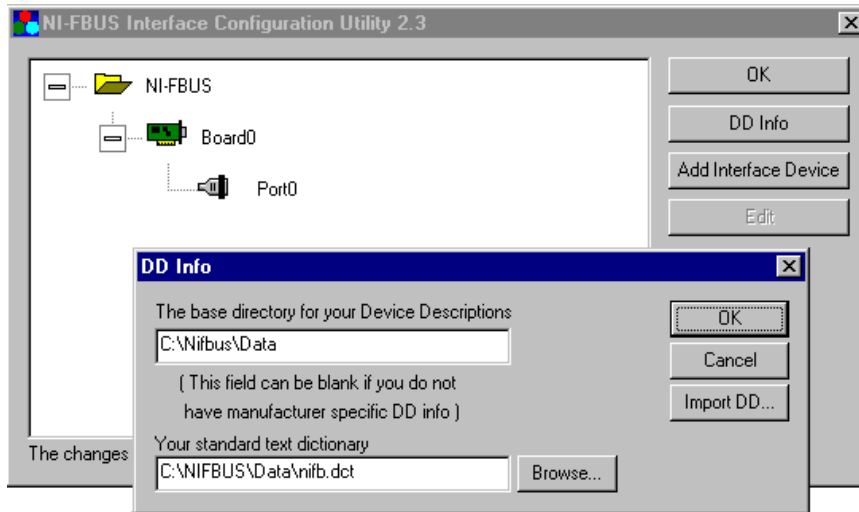 NI-FBUS Interface Configuration Utility 2.3
NI-FBUS
Board0
Port0
OK
DD Info
Add Interface Device
Edit
The changes
DD Info
The base directory for your Device Descriptions
C:\Nifbus\Data
( This field can be blank if you do not
have manufacturer specific DD info )
Your standard text dictionary
C:\NIFBUS\Data\nifb.dct
Browse...
OK
Cancel
Import DD...